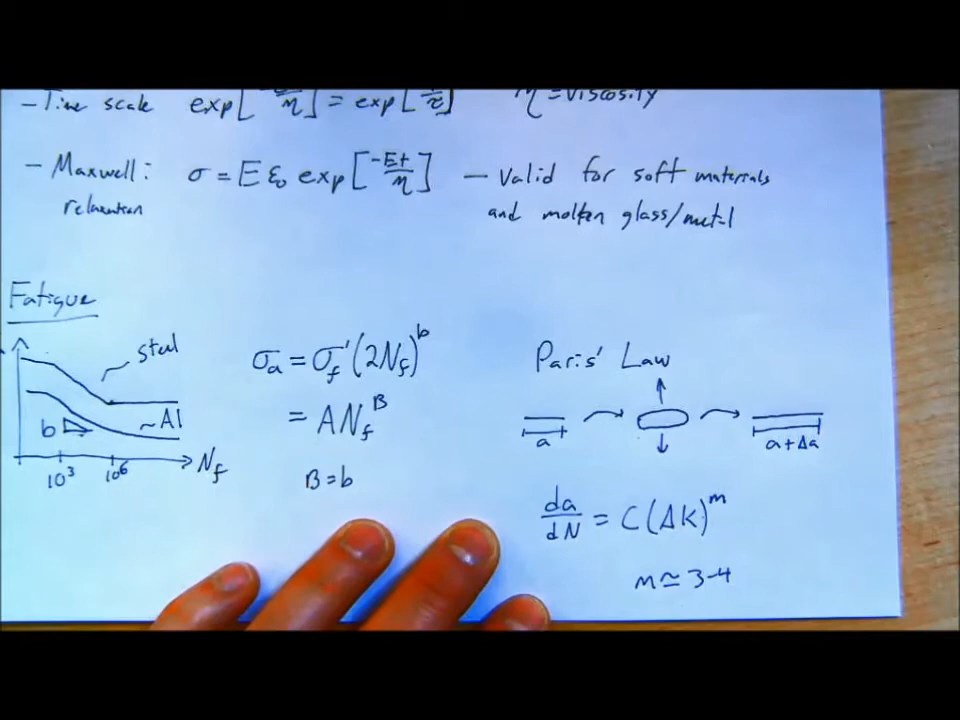 - Time scale exp[ η ] = exp[ τ ] η = viscosity
- Maxwell: σ = E ε₀ exp[-Et/η] - Valid for soft materials
relaxation and molten glass/metal
Fatigue
steel
~Al
b
10³ 10⁶ N_f
σ_a = σ_f'(2N_f)^b
= AN_f^B
B = b
Paris' Law
a a+Δa
da/dN = C(ΔK)^m
m ≃ 3-4